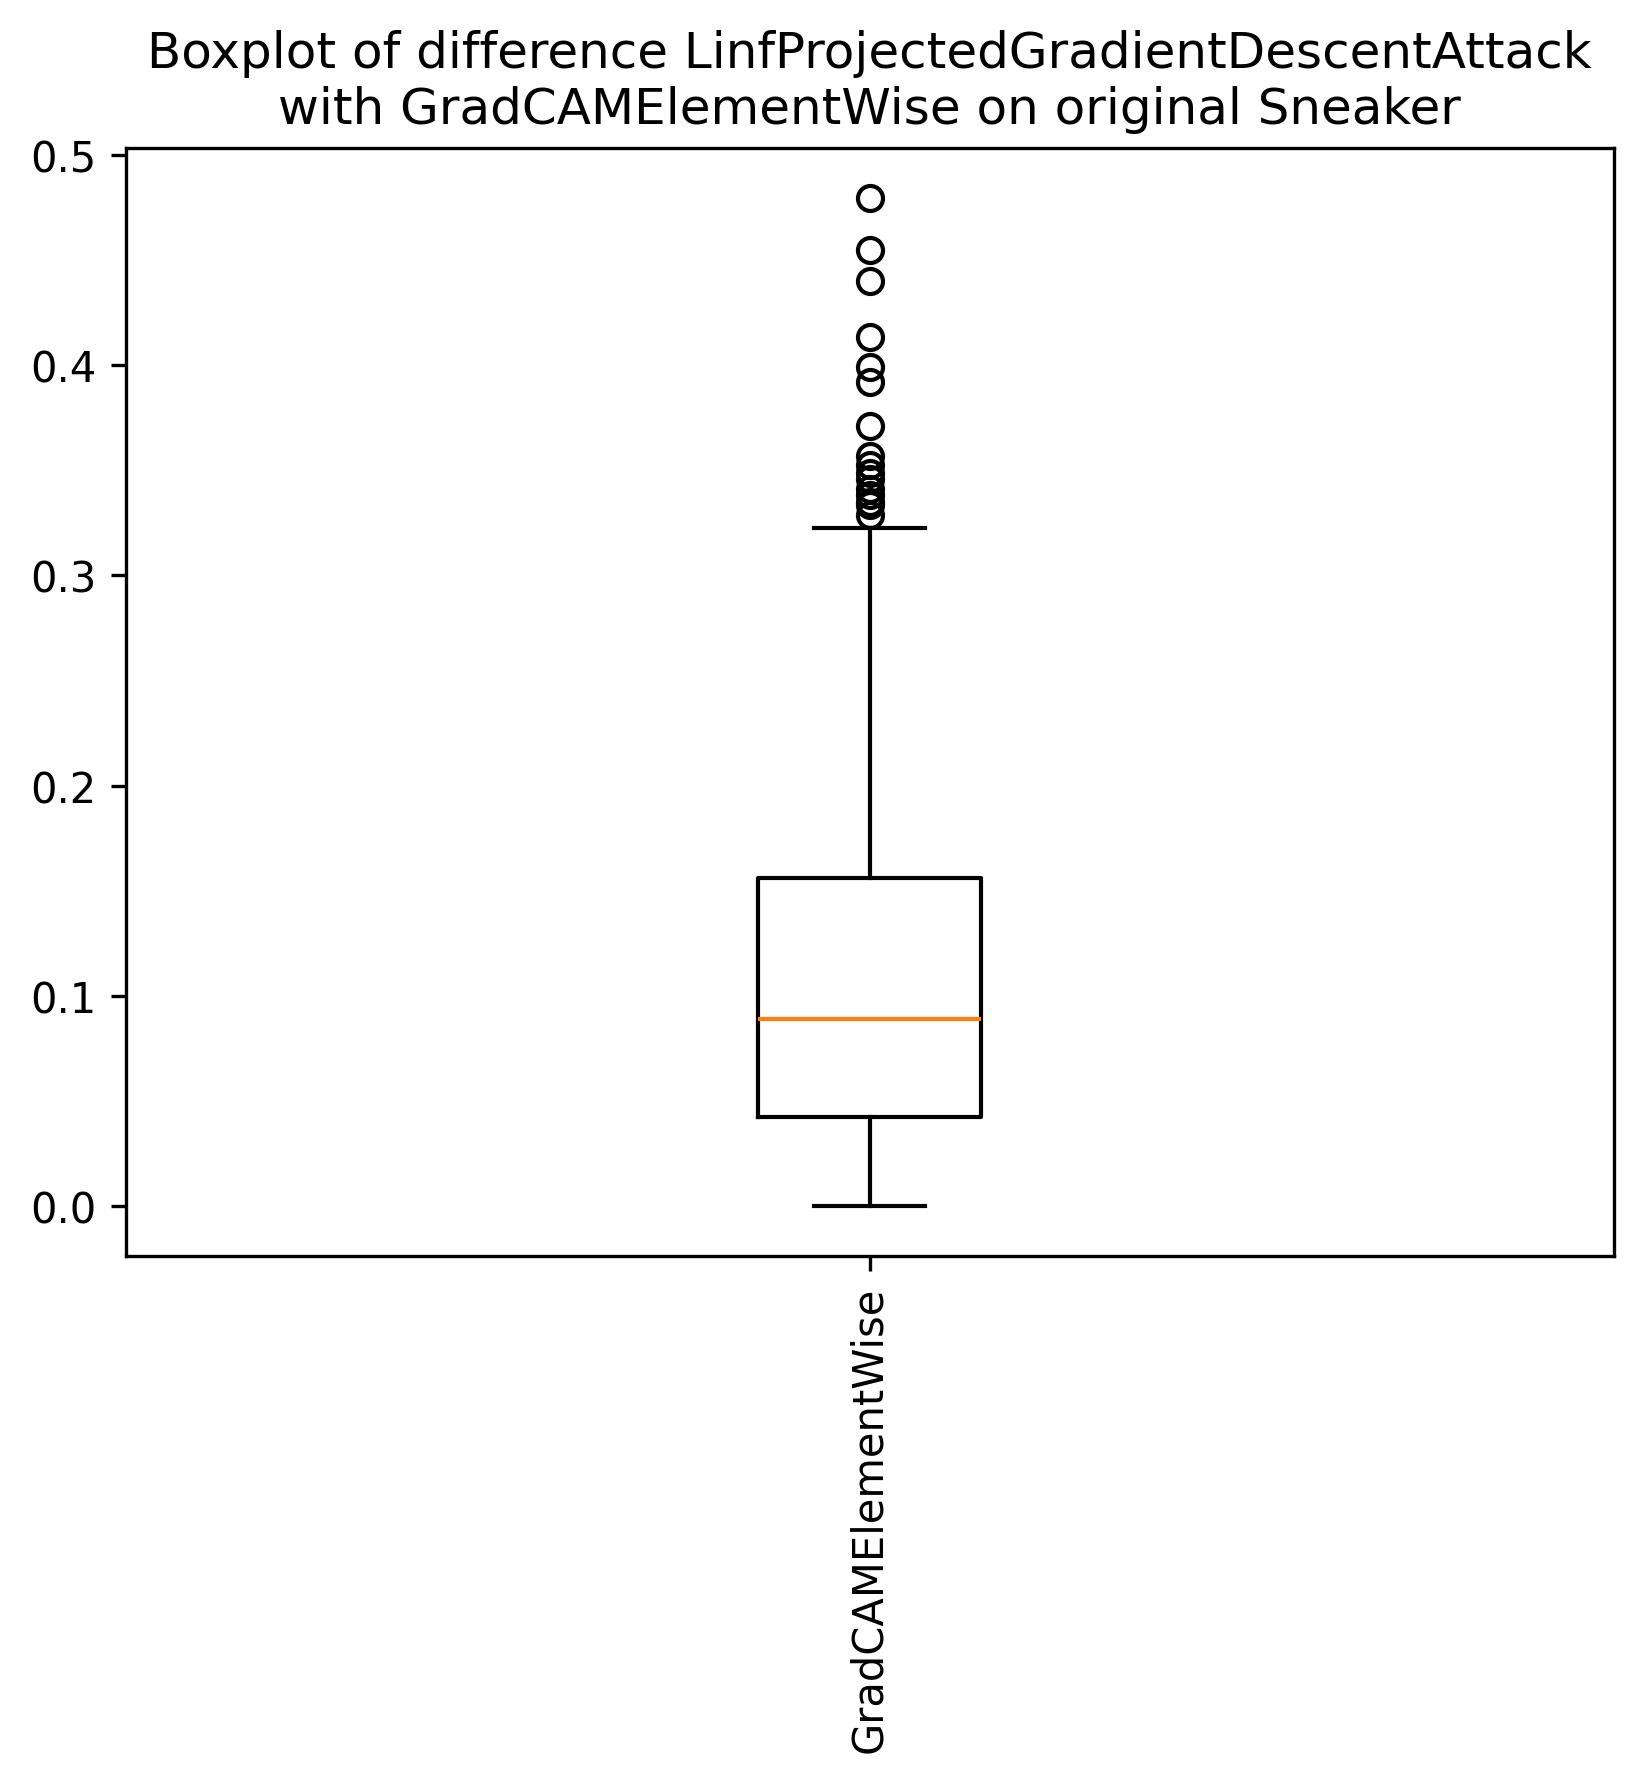 Boxplot of difference LinfProjectedGradientDescentAttack
with GradCAMElementWise on original Sneaker
0.5
0.4
0.3
0.2
0.1
0.0
GradCAMElementWise